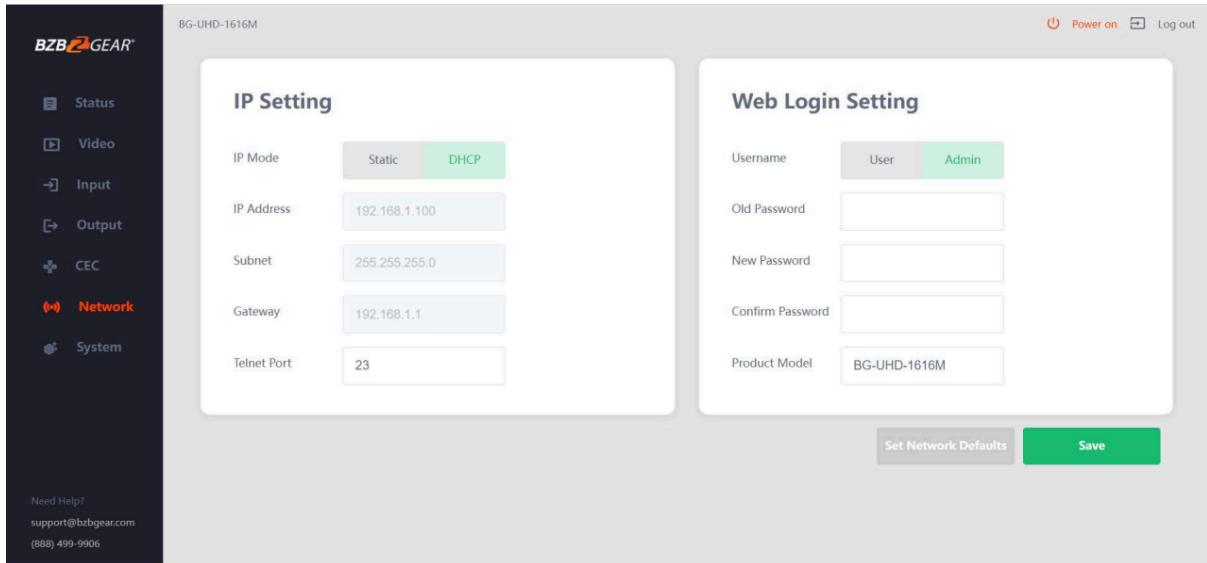 BG-UHD-1616M
Power on
Log out
BZBGEAR®
Status
Video
Input
Output
CEC
Network
System
Need Help?
support@bzbgear.com
(888) 499-9906
IP Setting
IP Mode Static DHCP
IP Address 192.168.1.100
Subnet 255.255.255.0
Gateway 192.168.1.1
Telnet Port 23
Web Login Setting
Username User Admin
Old Password
New Password
Confirm Password
Product Model BG-UHD-1616M
Set Network Defaults
Save